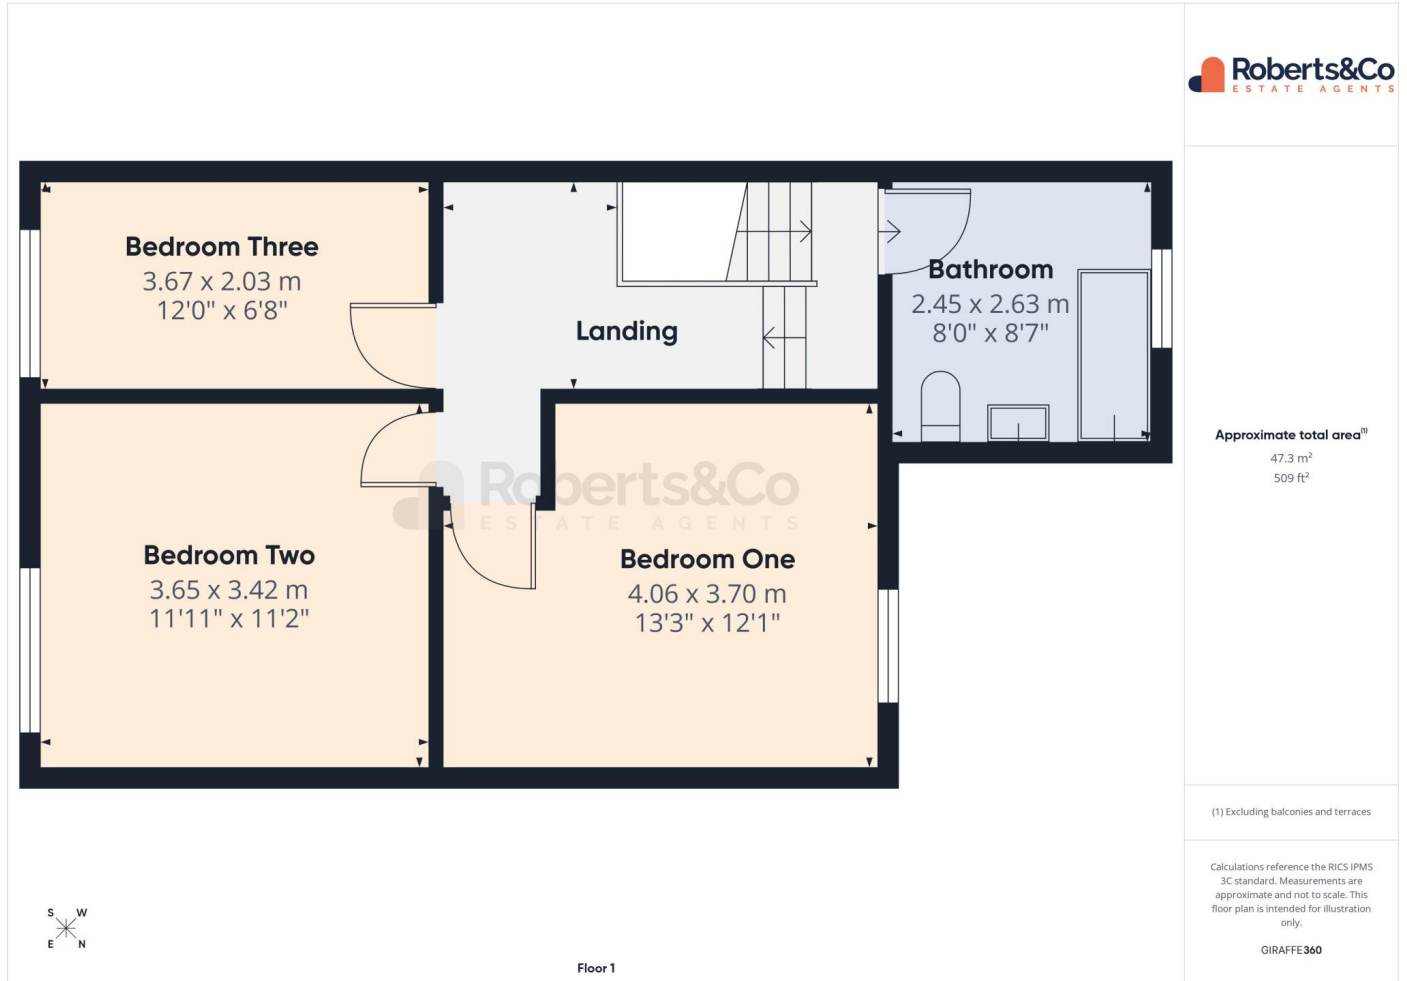 Roberts&Co
ESTATE AGENTS
Bedroom Three
3.67 x 2.03 m
12'0" x 6'8"
Landing
Bathroom
2.45 x 2.63 m
8'0" x 8'7"
Roberts&Co
ESTATE AGENTS
Bedroom Two
3.65 x 3.42 m
11'11" x 11'2"
Bedroom One
4.06 x 3.70 m
13'3" x 12'1"
Approximate total area(1)
47.3 m²
509 ft²
(1) Excluding balconies and terraces
Calculations reference the RICS IPMS
3C standard. Measurements are
approximate and not to scale. This
floor plan is intended for illustration
only.
GIRAFFE360
S W
E N
Floor 1